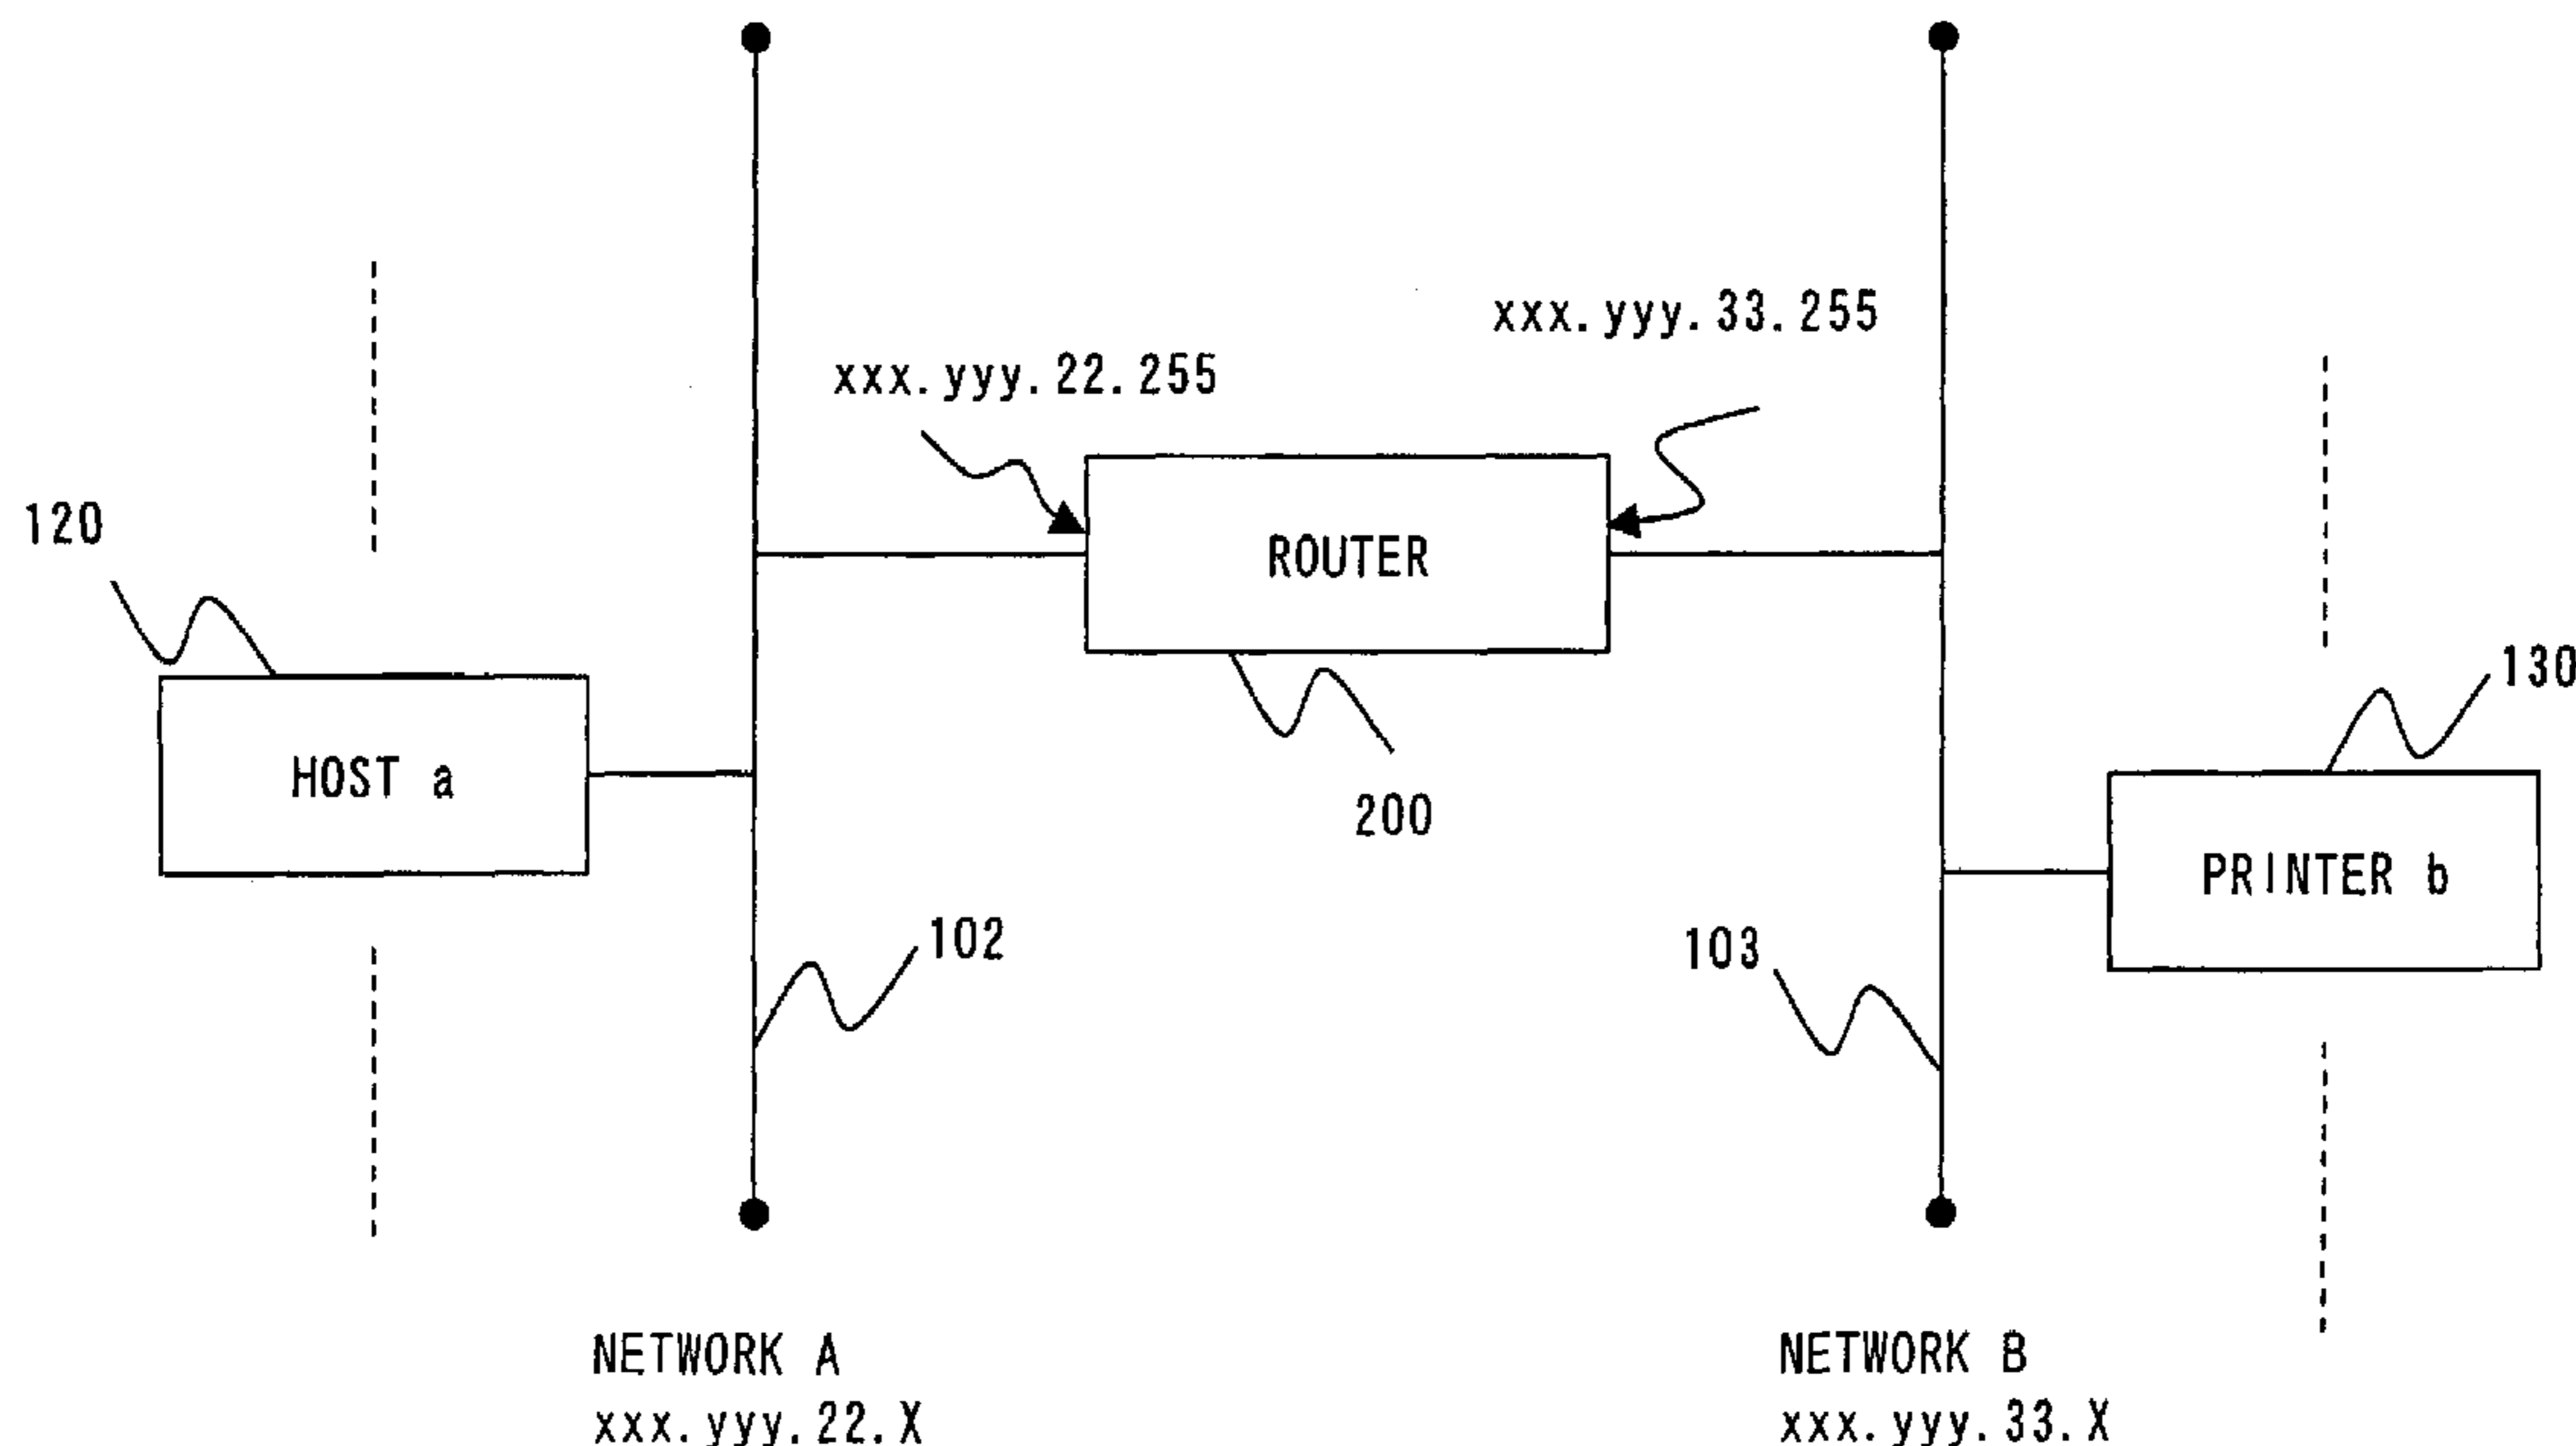 xxx.yyy.33.255
xxx.yyy.22.255
120
ROUTER
130
HOST a
200
PRINTER b
102
103
NETWORK A
xxx.yyy.22.X
NETWORK B
xxx.yyy.33.X